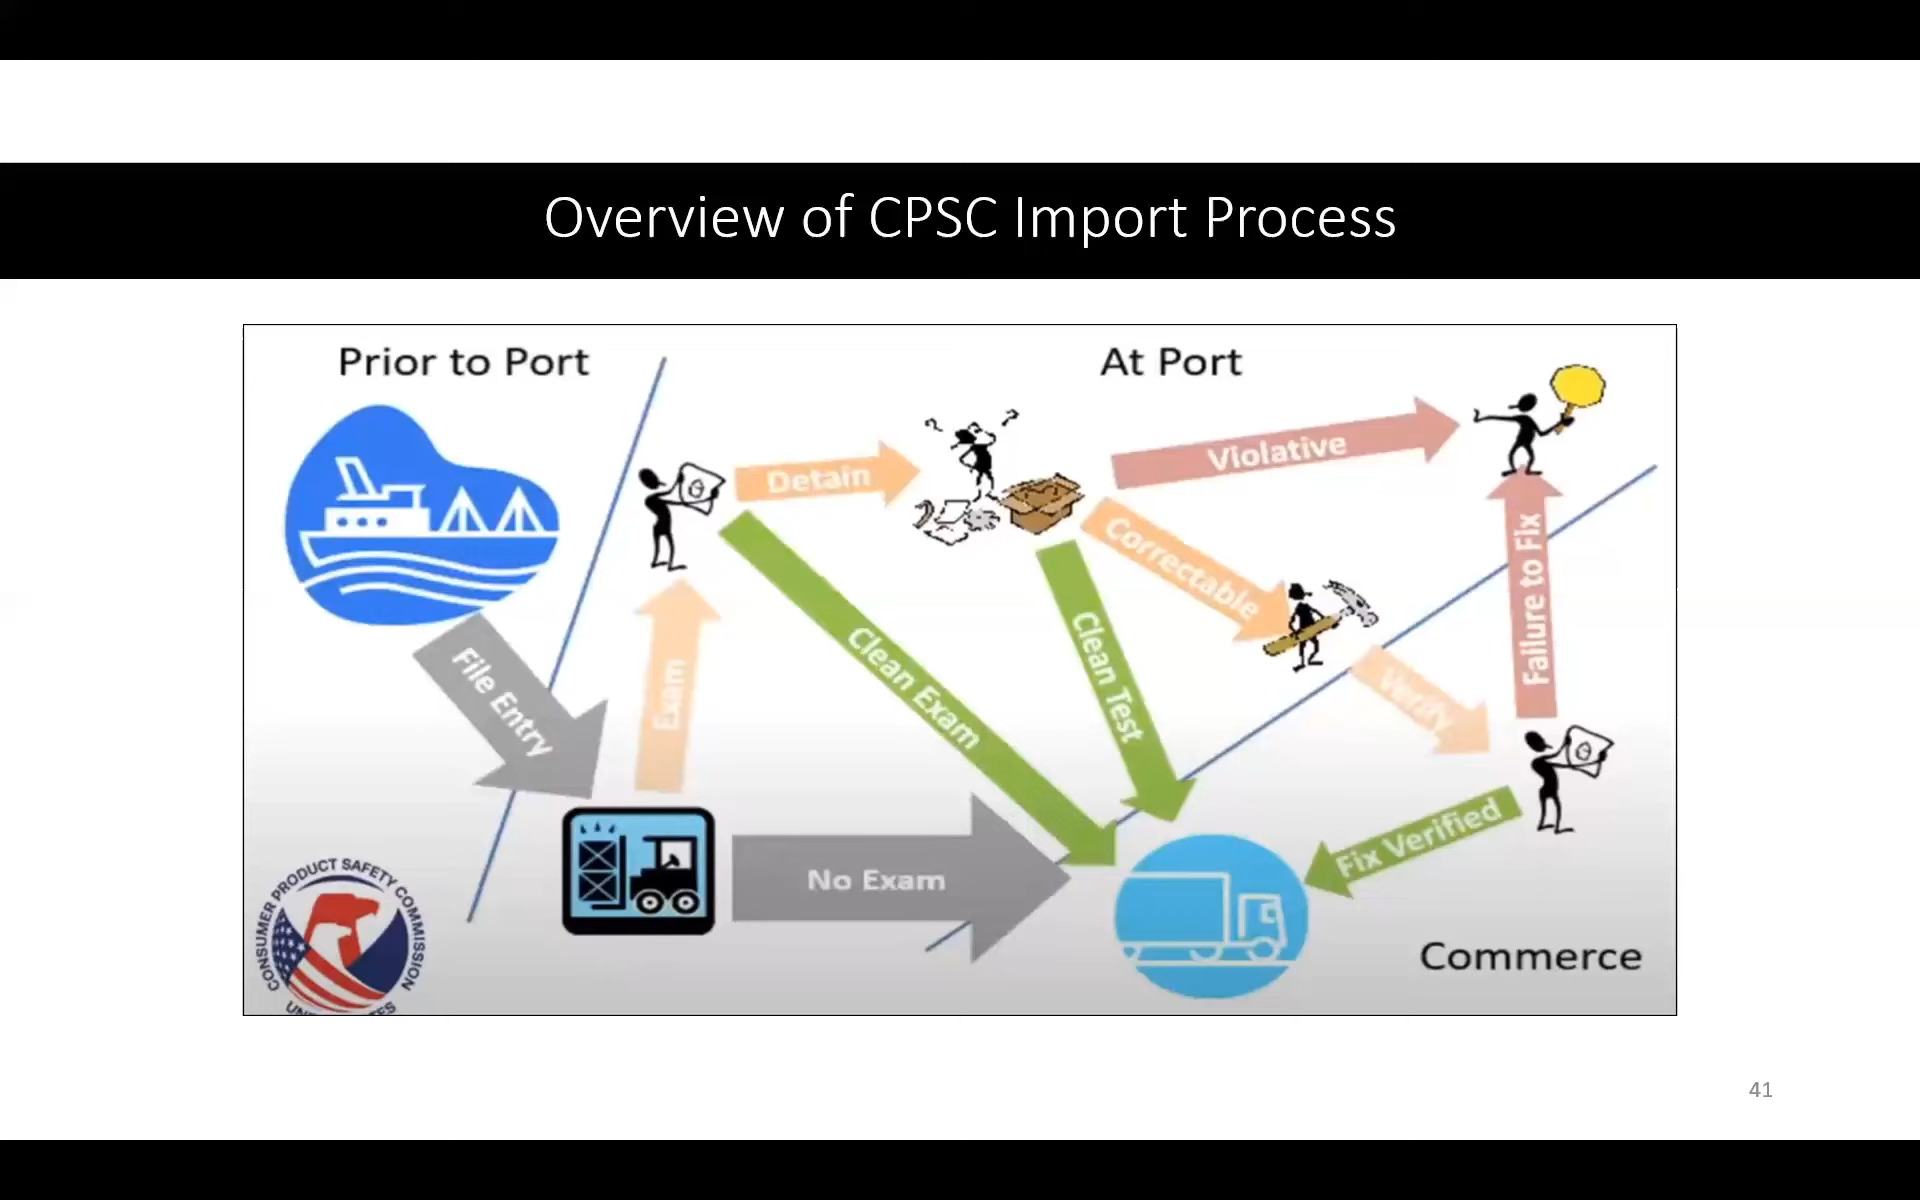 Overview of CPSC Import Process
Prior to Port
At Port
Violative
Detain
Correctable
Failure to Fix
Clean Exam
Clean Test
File Entry
Exam
Verify
Fix Verified
No Exam
CONSUMER PRODUCT SAFETY COMMISSION
Commerce
41